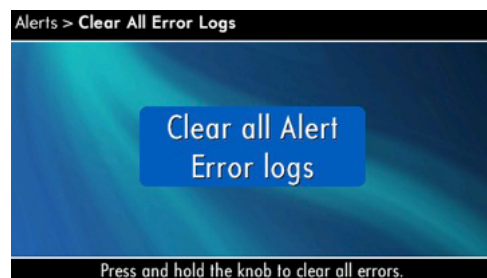 Alerts > Clear All Error Logs
Clear all Alert
Error logs
Press and hold the knob to clear all errors.